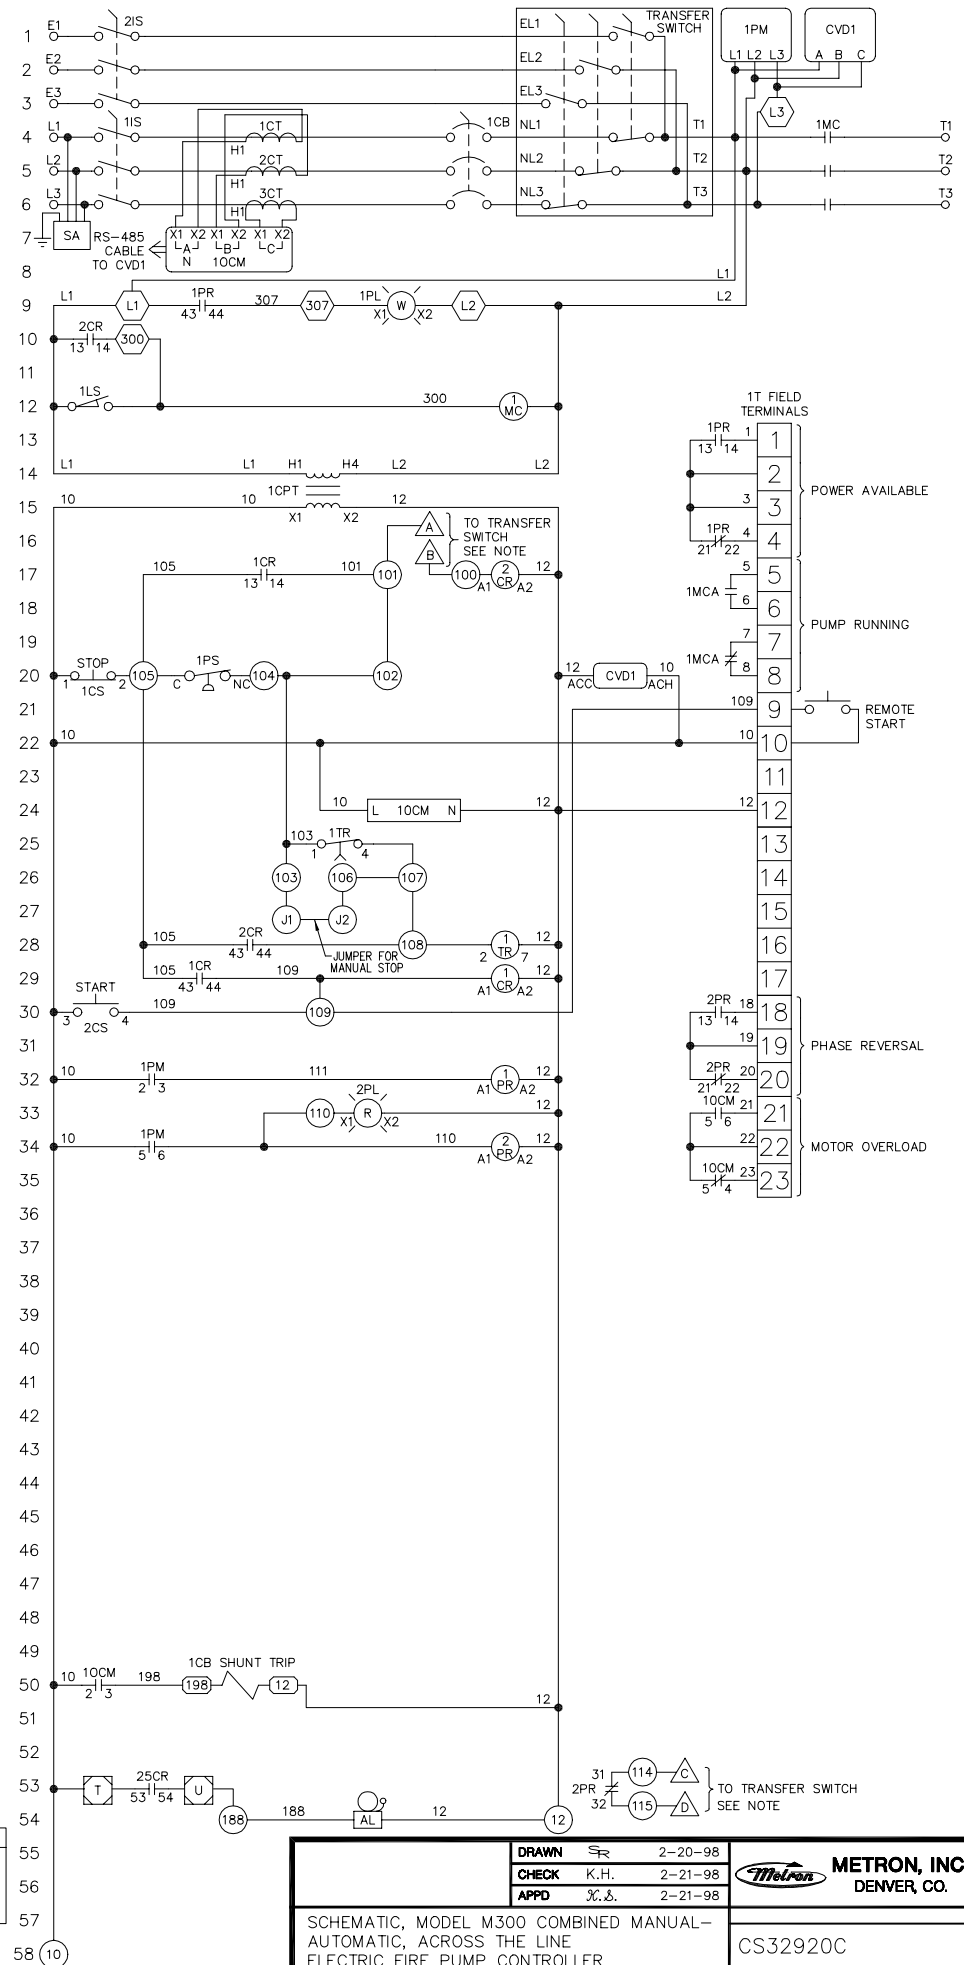 1 E1 2IS EL1 TRANSFER SWITCH 1PM CVD1
L1 L2 L3 A B C
2 E2 EL2
3 E3 EL3 L3
4 L1 1IS 1CT H1 1CB NL1 T1 1MC T1
5 L2 2CT H1 NL2 T2 T2
6 L3 3CT H1 NL3 T3 T3
7 SA RS-485 CABLE TO CVD1 X1 X2 X1 X2 X1 X2
A B C
N 10CM
8 L1
9 L1 L1 1PR 43 44 307 307 1PL X1 W X2 L2 L2
10 2CR 13 14 300
11
12 1LS 300 1 MC
1T FIELD
TERMINALS
13 1PR 13 14 1 1
14 L1 L1 H1 H4 L2 L2 2
POWER AVAILABLE
1CPT
15 10 10 X1 X2 12 3 3
16 A B TO TRANSFER
SWITCH
SEE NOTE
1PR 21 22 4 4
17 105 1CR 13 14 101 101 100 A1 2 CR A2 12 5 5
1MCA
18 6 6
PUMP RUNNING
19 7 7
1MCA
20 STOP 1 1CS 2 105 C 1PS NC 104 102 12 ACC CVD1 ACH 10 8 8
21 109 9 REMOTE
START
22 10 10 10
23 11
24 10 L 10CM N 12 12 12
25 103 1 1TR 4 13
26 103 106 107 14
27 J1 J2 15
JUMPER FOR
MANUAL STOP
28 105 2CR 43 44 108 2 1 TR 7 12 16
29 105 1CR 43 44 109 A1 1 CR A2 12 17
30 START 3 2CS 4 109 109 2PR 13 14 18 18
31 19 19 PHASE REVERSAL
32 10 1PM 2 3 111 A1 1 PR A2 12 2PR 21 22 20 20
33 110 X1 2PL R X2 12 10CM 5 6 21 21
34 10 1PM 5 6 110 A1 2 PR A2 12 22 22 MOTOR OVERLOAD
35 10CM 5 4 23 23
36
37
38
39
40
41
42
43
44
45
46
47
48
49
50 10 10CM 2 3 198 198 1CB SHUNT TRIP 12 12
51
52
53 T 25CR 53 54 U 2PR 31 32 114 C 115 D TO TRANSFER SWITCH
SEE NOTE
54 188 188 AL 12 12
55 DRAWN SR 2-20-98
56 CHECK K.H. 2-21-98
APPD K.S. 2-21-98
Metron METRON, INC
DENVER, CO.
57 SCHEMATIC, MODEL M300 COMBINED MANUAL-
58 10 AUTOMATIC, ACROSS THE LINE
ELECTRIC FIRE PUMP CONTROLLER
CS32920C